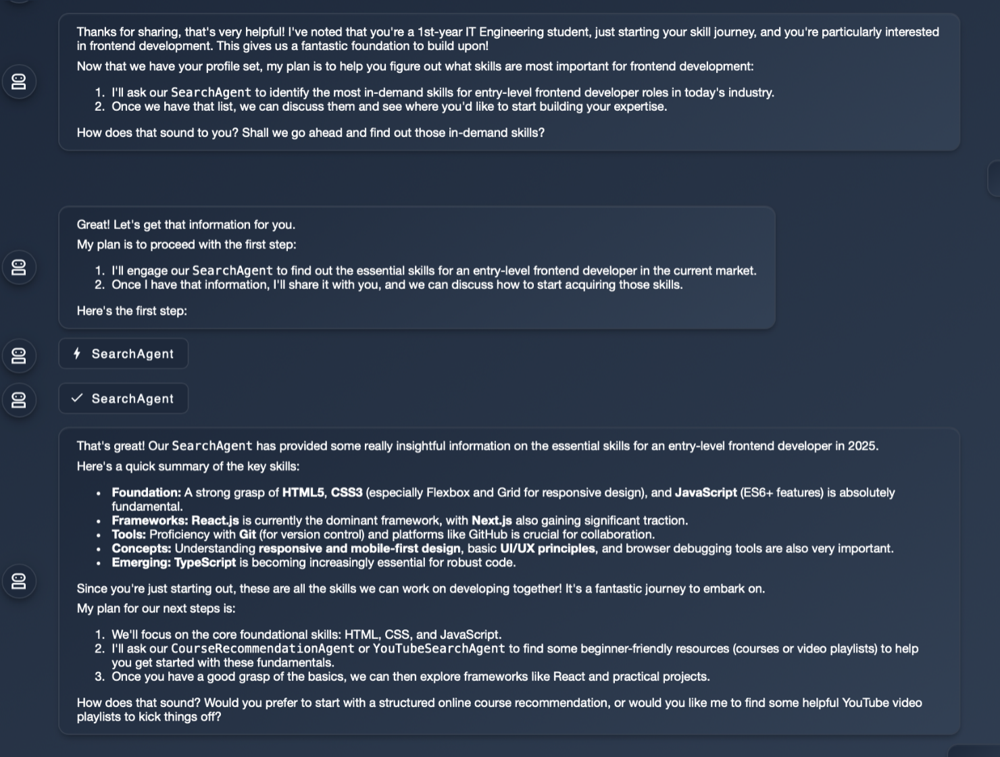 Thanks for sharing, that's very helpful! I've noted that you're a 1st-year IT Engineering student, just starting your skill journey, and you're particularly interested
in frontend development. This gives us a fantastic foundation to build upon!
Now that we have your profile set, my plan is to help you figure out what skills are most important for frontend development:
1. I'll ask our SearchAgent to identify the most in-demand skills for entry-level frontend developer roles in today's industry.
2. Once we have that list, we can discuss them and see where you'd like to start building your expertise.
How does that sound to you? Shall we go ahead and find out those in-demand skills?
Great! Let's get that information for you.
My plan is to proceed with the first step:
1. I'll engage our SearchAgent to find out the essential skills for an entry-level frontend developer in the current market.
2. Once I have that information, I'll share it with you, and we can discuss how to start acquiring those skills.
Here's the first step:
SearchAgent
SearchAgent
That's great! Our SearchAgent has provided some really insightful information on the essential skills for an entry-level frontend developer in 2025.
Here's a quick summary of the key skills:
• Foundation: A strong grasp of HTML5, CSS3 (especially Flexbox and Grid for responsive design), and JavaScript (ES6+ features) is absolutely
fundamental.
• Frameworks: React.js is currently the dominant framework, with Next.js also gaining significant traction.
• Tools: Proficiency with Git (for version control) and platforms like GitHub is crucial for collaboration.
• Concepts: Understanding responsive and mobile-first design, basic UI/UX principles, and browser debugging tools are also very important.
• Emerging: TypeScript is becoming increasingly essential for robust code.
Since you're just starting out, these are all the skills we can work on developing together! It's a fantastic journey to embark on.
My plan for our next steps is:
1. We'll focus on the core foundational skills: HTML, CSS, and JavaScript.
2. I'll ask our CourseRecommendationAgent or YouTubeSearchAgent to find some beginner-friendly resources (courses or video playlists) to help
you get started with these fundamentals.
3. Once you have a good grasp of the basics, we can then explore frameworks like React and practical projects.
How does that sound? Would you prefer to start with a structured online course recommendation, or would you like me to find some helpful YouTube video
playlists to kick things off?